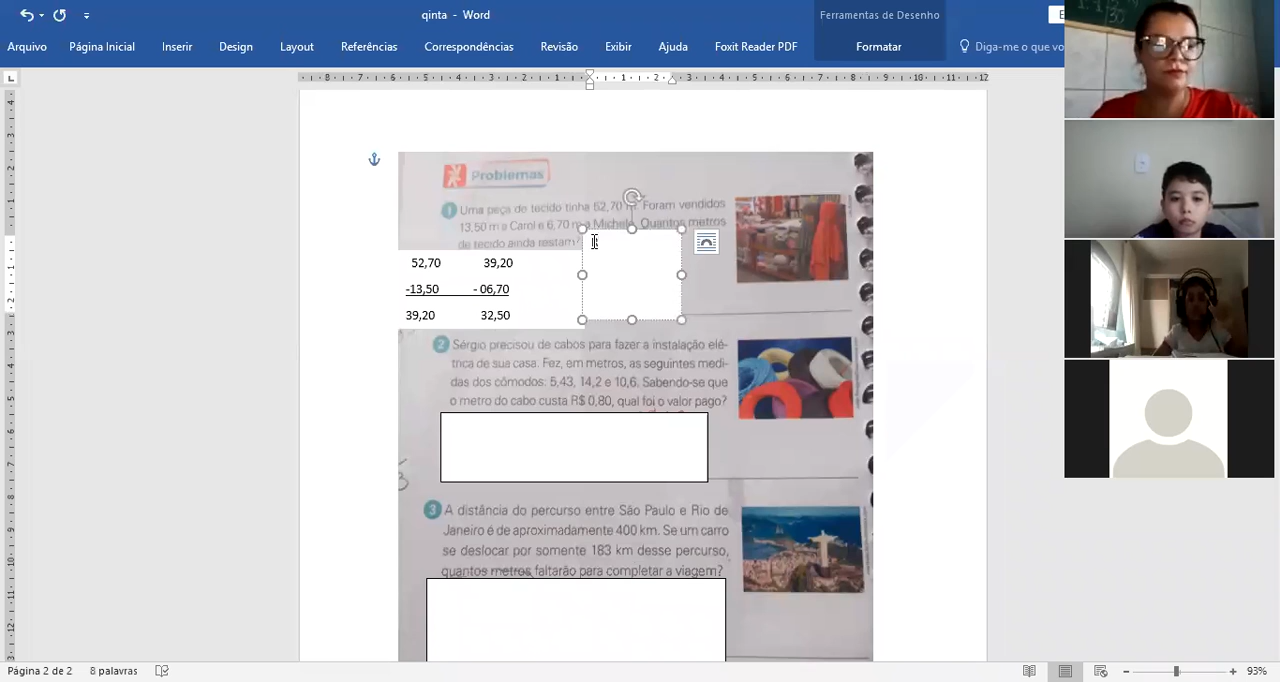 qinta - Word
Ferramentas de Desenho
Arquivo
Página Inicial
Inserir
Design
Layout
Referências
Correspondências
Revisão
Exibir
Ajuda
Foxit Reader PDF
Formatar
Diga-me o que vo
Problemas
1 Uma peça de tecido tinha 52,70 m. Foram vendidos
13,50 m a Carol e 6,70 m a Michele. Quantos metros
de tecido ainda restam?
52,70 39,20
-13,50 - 06,70
39,20 32,50
2 Sérgio precisou de cabos para fazer a instalação elé-
trica de sua casa. Fez, em metros, as seguintes medi-
das dos cômodos: 5,43, 14,2 e 10,6. Sabendo-se que
o metro do cabo custa R$ 0,80, qual foi o valor pago?
3 A distância do percurso entre São Paulo e Rio de
Janeiro é de aproximadamente 400 km. Se um carro
se deslocar por somente 183 km desse percurso,
quantos metros faltarão para completar a viagem?
Página 2 de 2
8 palavras
93%